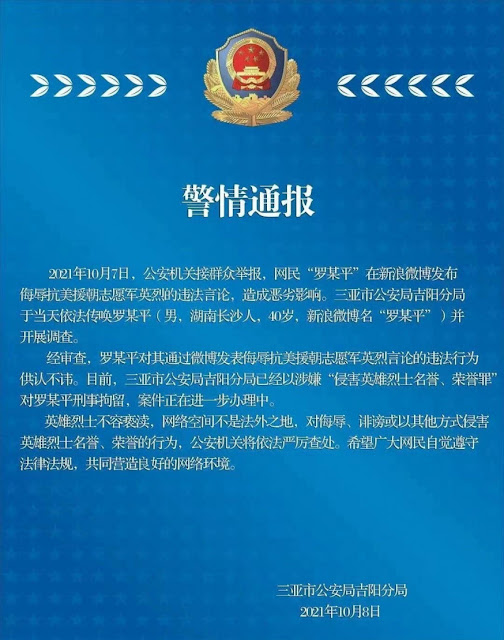 警情通报
2021年10月7日，公安机关接群众举报，网民“罗某平”在新浪微博发布
侮辱抗美援朝志愿军英烈的违法言论，造成恶劣影响。三亚市公安局吉阳分局
于当天依法传唤罗某平（男，湖南长沙人，40岁，新浪微博名“罗某平”）并
开展调查。
经审查，罗某平对其通过微博发表侮辱抗美援朝志愿军英烈言论的违法行为
供认不讳。目前，三亚市公安局吉阳分局已经以涉嫌“侵害英雄烈士名誉、荣誉罪”
对罗某平刑事拘留，案件正在进一步办理中。
英雄烈士不容亵渎，网络空间不是法外之地，对侮辱、诽谤或以其他方式侵害
英雄烈士名誉、荣誉的行为，公安机关将依法严厉查处。希望广大网民自觉遵守
法律法规，共同营造良好的网络环境。
三亚市公安局吉阳分局
2021年10月8日